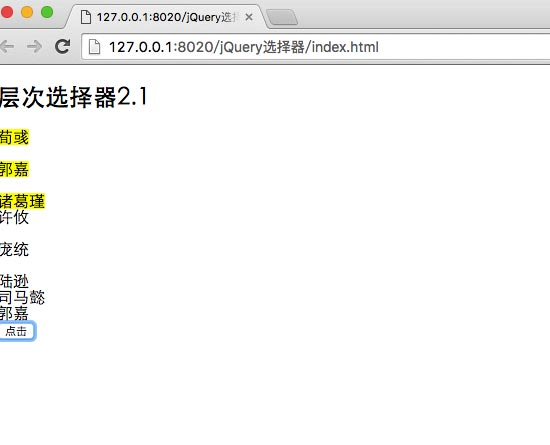 127.0.0.1:8020/jQuery选
127.0.0.1:8020/jQuery选择器/index.html
层次选择器2.1
荀彧
郭嘉
诸葛瑾
许攸
庞统
陆逊
司马懿
郭嘉
点击